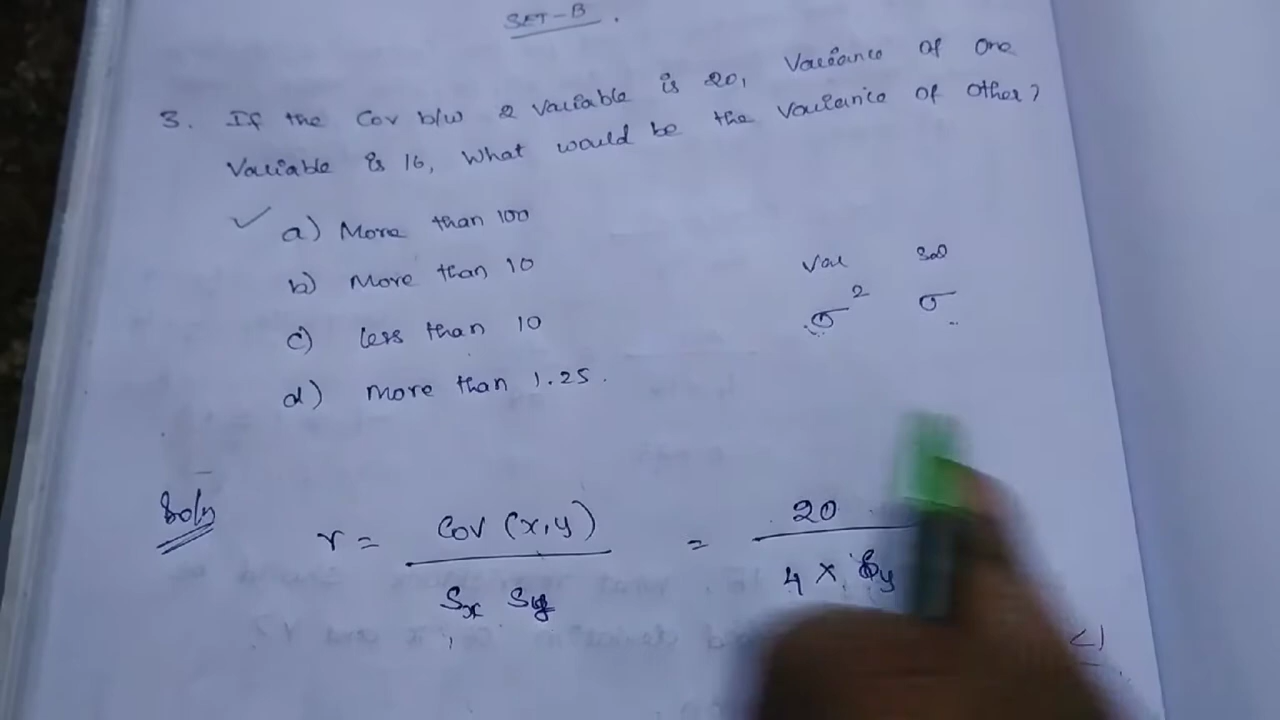 SET-B.
3. If the Cov b/w 2 Variable is 20, Variance of one
Variable is 16, What would be the Variance of other?
a) More than 100
b) More than 10
c) less than 10
d) More than 1.25.
Var SD
σ² σ
Soln
r = Cov (x,y) / Sx Sy = 20 / 4 × Sy
<1